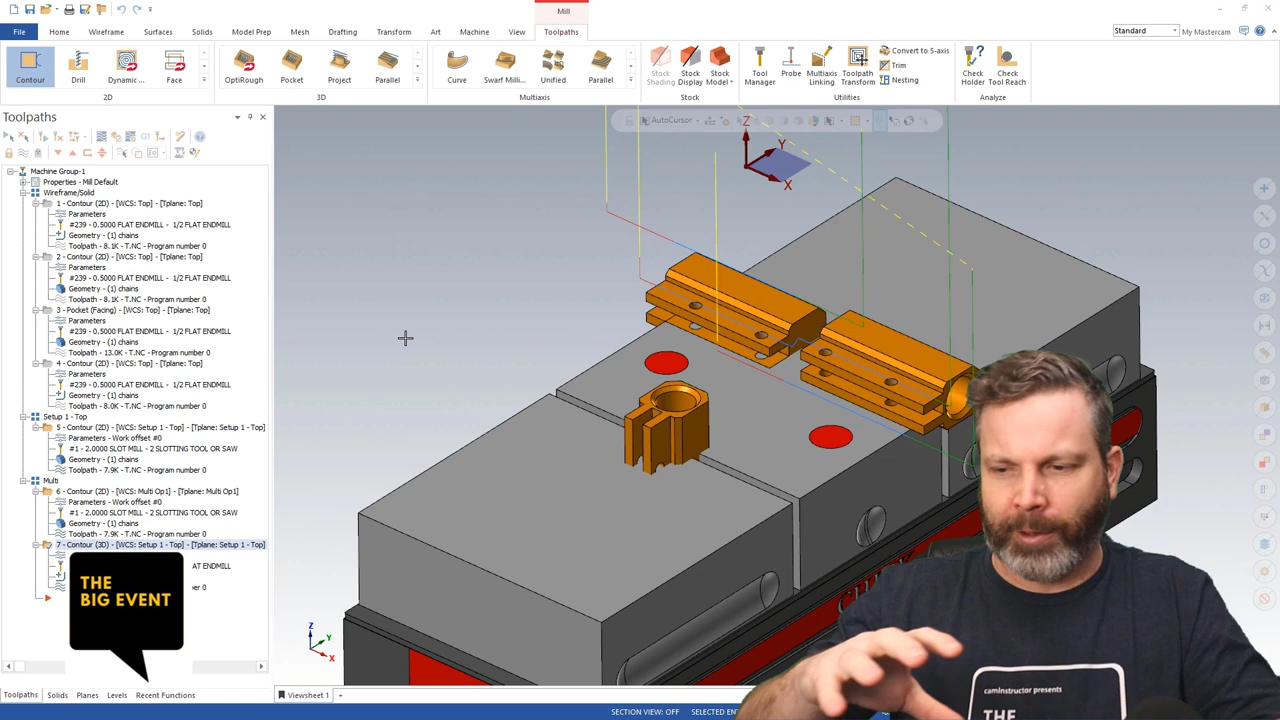 Mill
File
Home
Wireframe
Surfaces
Solids
Model Prep
Mesh
Drafting
Transform
Art
Machine
View
Toolpaths
Standard
My Mastercam
Contour
Drill
Dynamic ...
Face
2D
OptiRough
Pocket
Project
Parallel
3D
Curve
Swarf Milli...
Unified
Parallel
Multiaxis
Stock Shading
Stock Display
Stock Model
Stock
Tool Manager
Probe
Multiaxis Linking
Toolpath Transform
Convert to 5-axis
Trim
Nesting
Utilities
Check Holder
Check Tool Reach
Analyze
Toolpaths
AutoCursor
G1
Machine Group-1
Properties - Mill Default
Wireframe/Solid
1 - Contour (2D) - [WCS: Top] - [Tplane: Top]
Parameters
#239 - 0.5000 FLAT ENDMILL - 1/2 FLAT ENDMILL
Geometry - (1) chains
Toolpath - 8.1K - T.NC - Program number 0
2 - Contour (2D) - [WCS: Top] - [Tplane: Top]
Parameters
#239 - 0.5000 FLAT ENDMILL - 1/2 FLAT ENDMILL
Geometry - (1) chains
Toolpath - 8.1K - T.NC - Program number 0
3 - Pocket (Facing) - [WCS: Top] - [Tplane: Top]
Parameters
#239 - 0.5000 FLAT ENDMILL - 1/2 FLAT ENDMILL
Geometry - (1) chains
Toolpath - 13.0K - T.NC - Program number 0
4 - Contour (2D) - [WCS: Top] - [Tplane: Top]
Parameters
#239 - 0.5000 FLAT ENDMILL - 1/2 FLAT ENDMILL
Geometry - (1) chains
Toolpath - 8.0K - T.NC - Program number 0
Setup 1 - Top
5 - Contour (2D) - [WCS: Setup 1 - Top] - [Tplane: Setup 1 - Top]
Parameters - Work offset #0
#1 - 2.0000 SLOT MILL - 2 SLOTTING TOOL OR SAW
Geometry - (1) chains
Toolpath - 7.9K - T.NC - Program number 0
Multi
6 - Contour (2D) - [WCS: Multi Op1] - [Tplane: Multi Op1]
Parameters - Work offset #0
#1 - 2.0000 SLOT MILL - 2 SLOTTING TOOL OR SAW
Geometry - (1) chains
Toolpath - 7.9K - T.NC - Program number 0
7 - Contour (3D) - [WCS: Setup 1 - Top] - [Tplane: Setup 1 - Top]
LAT ENDMILL
0
THE
BIG EVENT
Z
Y
X
Z
Y
X
camInstructor presents
THE
Toolpaths
Solids
Planes
Levels
Recent Functions
Viewsheet 1
+
SECTION VIEW: OFF
SELECTED EN